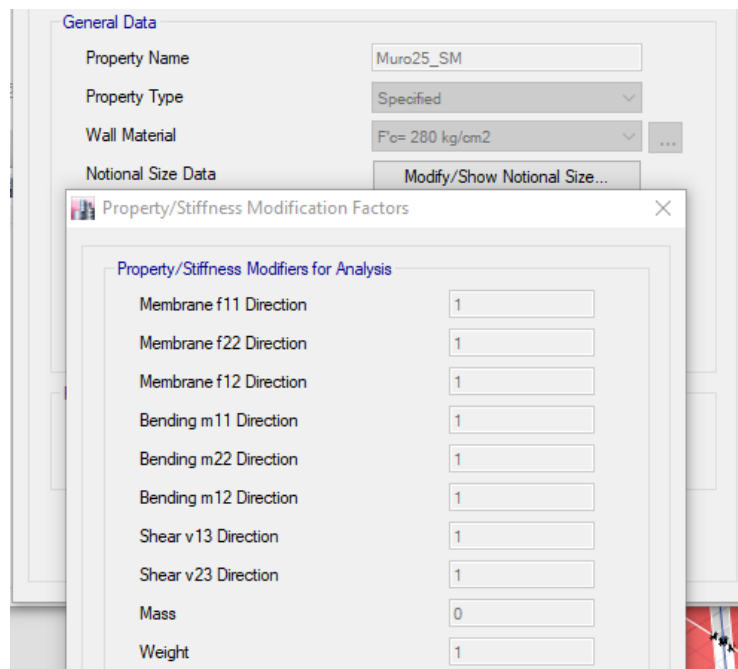 General Data
Property Name Muro25_SM
Property Type Specified
Wall Material F'c= 280 kg/cm2 ...
Notional Size Data Modify/Show Notional Size...
Property/Stiffness Modification Factors
Property/Stiffness Modifiers for Analysis
Membrane f11 Direction 1
Membrane f22 Direction 1
Membrane f12 Direction 1
Bending m11 Direction 1
Bending m22 Direction 1
Bending m12 Direction 1
Shear v13 Direction 1
Shear v23 Direction 1
Mass 0
Weight 1